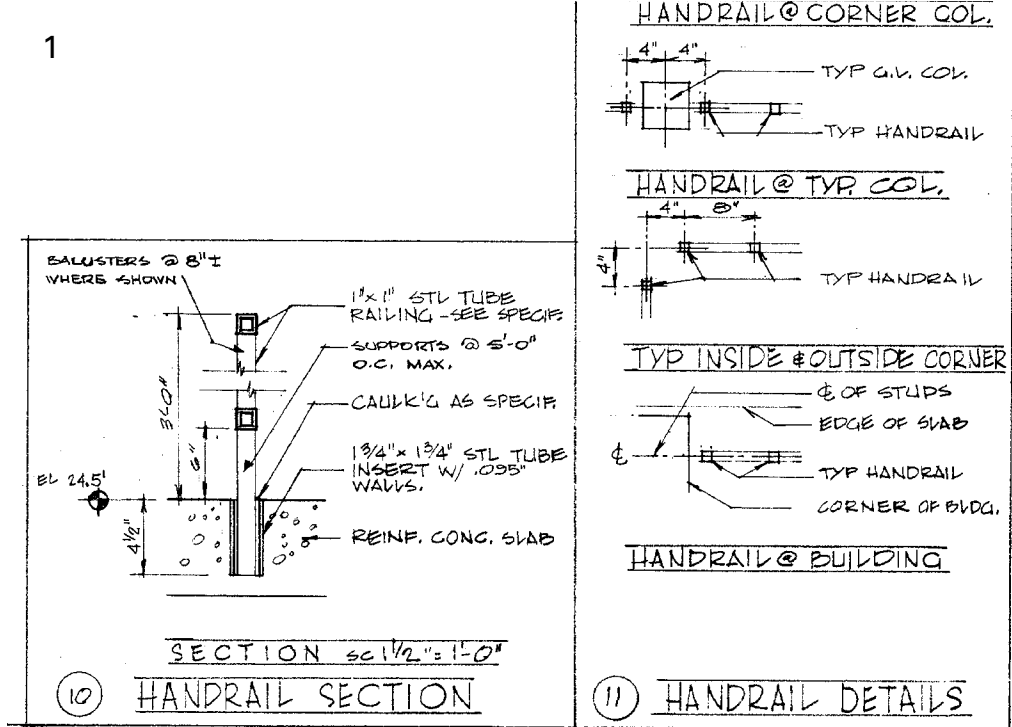 1
BALUSTERS @ 8"±
WHERE SHOWN
1"x1" STL TUBE
RAILING-SEE SPECIF.
SUPPORTS @ 5'-0"
O.C. MAX.
CAULK'G AS SPECIF.
1 3/4" x 1 3/4" STL TUBE
INSERT W/ .095"
WALLS.
REINF. CONC. SLAB
3'-0"
6"
EL 24.5'
4 1/2"
SECTION SC 1 1/2" = 1'-0"
10 HANDRAIL SECTION
HANDRAIL @ CORNER COL.
4" 4"
TYP G.L. COL.
TYP HANDRAIL
HANDRAIL @ TYP. COL.
4" 8"
4"
TYP HANDRAIL
TYP INSIDE & OUTSIDE CORNER
℄ OF STUDS
EDGE OF SLAB
℄
TYP HANDRAIL
CORNER OF BLDG.
HANDRAIL @ BUILDING
11 HANDRAIL DETAILS